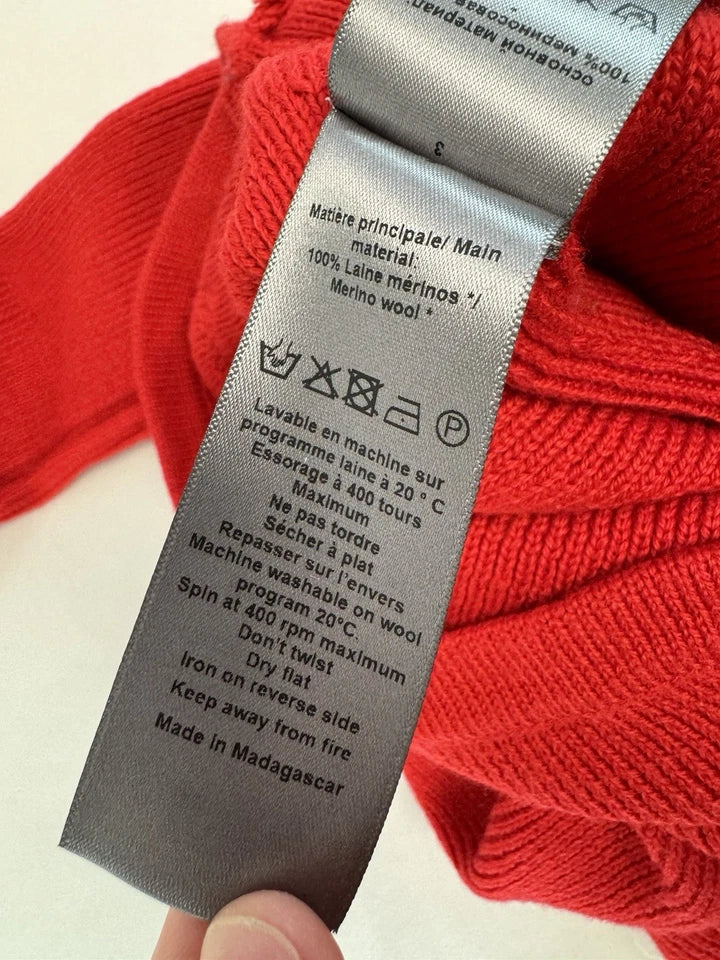 основной материал
100% мериносовая
3
Matière principale/ Main
material:
100% Laine mérinos */
Merino wool *
P
Lavable en machine sur
programme laine à 20 ° C
Essorage à 400 tours
Maximum
Ne pas tordre
Sécher à plat
Repasser sur l'envers
Machine washable on wool
program 20°C.
Spin at 400 rpm maximum
Don't twist
Dry flat
Iron on reverse side
Keep away from fire
Made in Madagascar